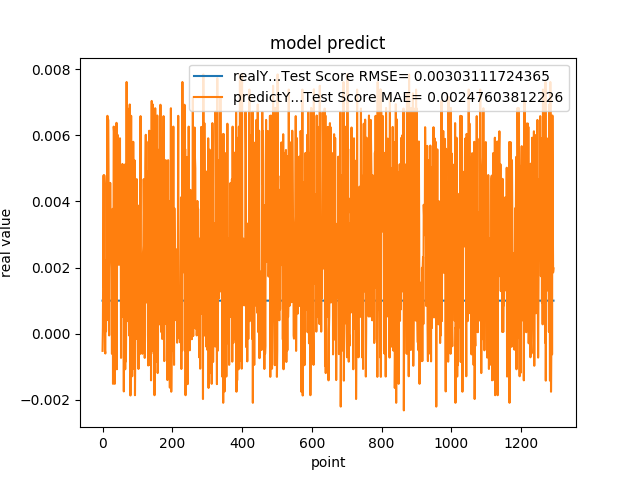 model predict
realY...Test Score RMSE= 0.00303111724365
predictY...Test Score MAE= 0.00247603812226
0.008
0.006
0.004
0.002
0.000
−0.002
real value
0 200 400 600 800 1000 1200
point